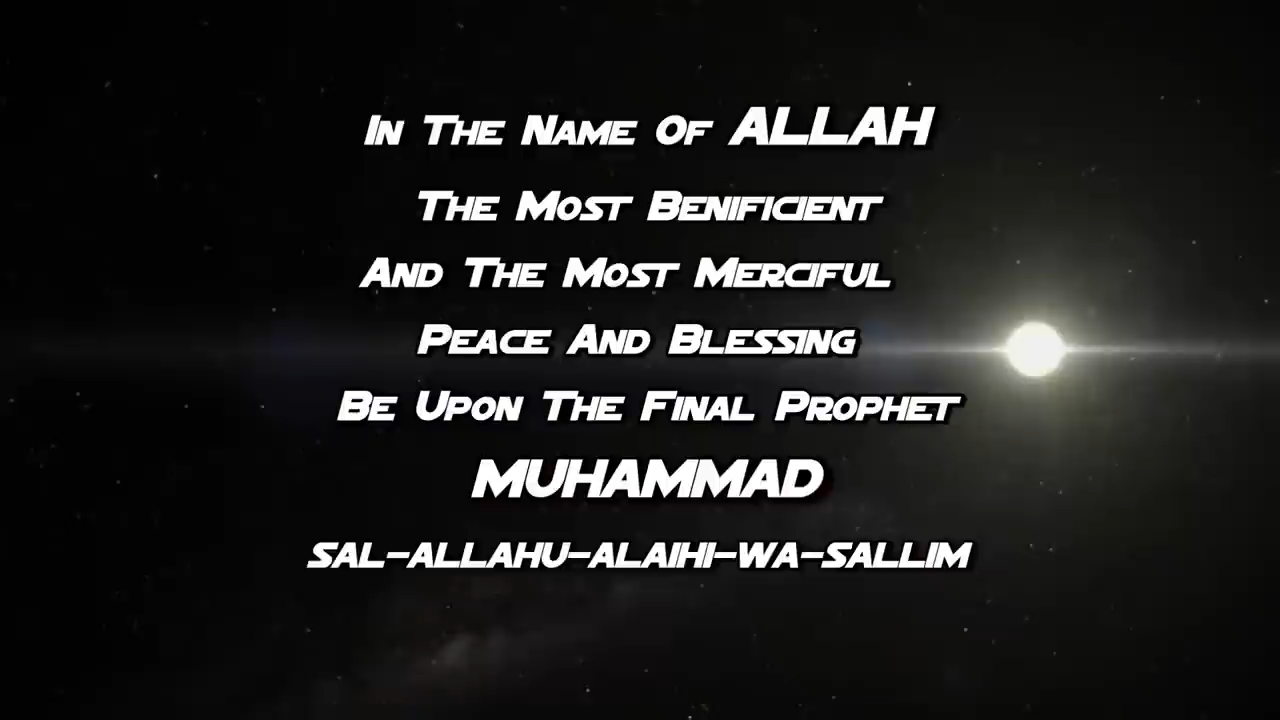 In The Name Of ALLAH
The Most Benificient
And The Most Merciful
Peace And Blessing
Be Upon The Final Prophet
MUHAMMAD
SAL-ALLAHU-ALAIHI-WA-SALLIM